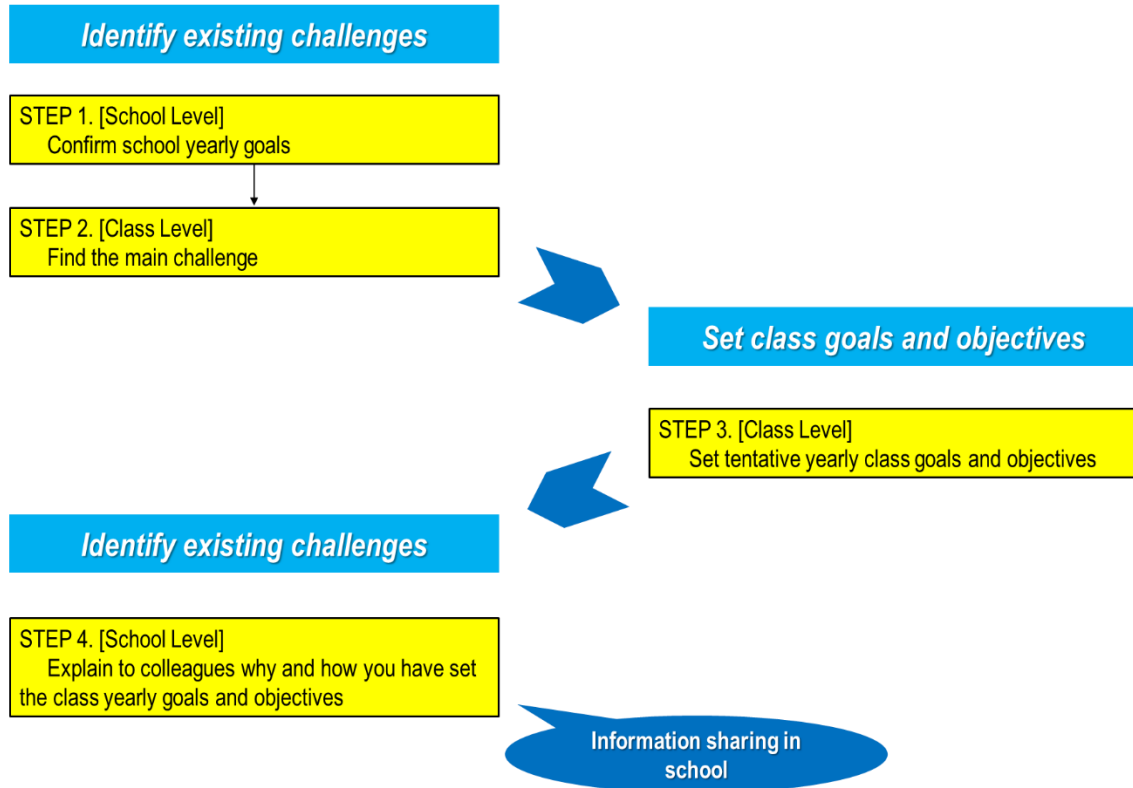 Identify existing challenges
STEP 1. [School Level]
Confirm school yearly goals
STEP 2. [Class Level]
Find the main challenge
Set class goals and objectives
STEP 3. [Class Level]
Set tentative yearly class goals and objectives
Identify existing challenges
STEP 4. [School Level]
Explain to colleagues why and how you have set
the class yearly goals and objectives
Information sharing in
school